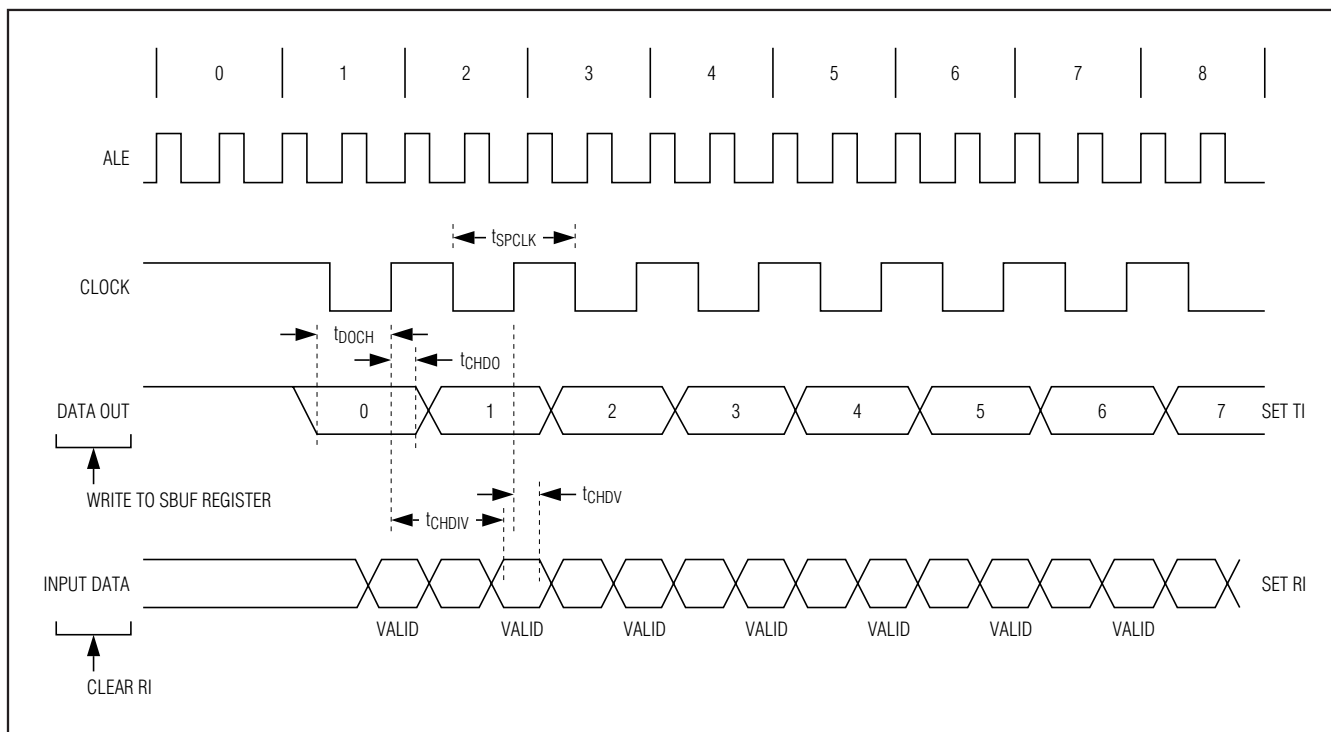 0 1 2 3 4 5 6 7 8
ALE
tSPCLK
CLOCK
tDOCH
tCHDO
DATA OUT 0 1 2 3 4 5 6 7 SET TI
WRITE TO SBUF REGISTER
tCHDV
tCHDIV
INPUT DATA SET RI
VALID VALID VALID VALID VALID VALID VALID
CLEAR RI